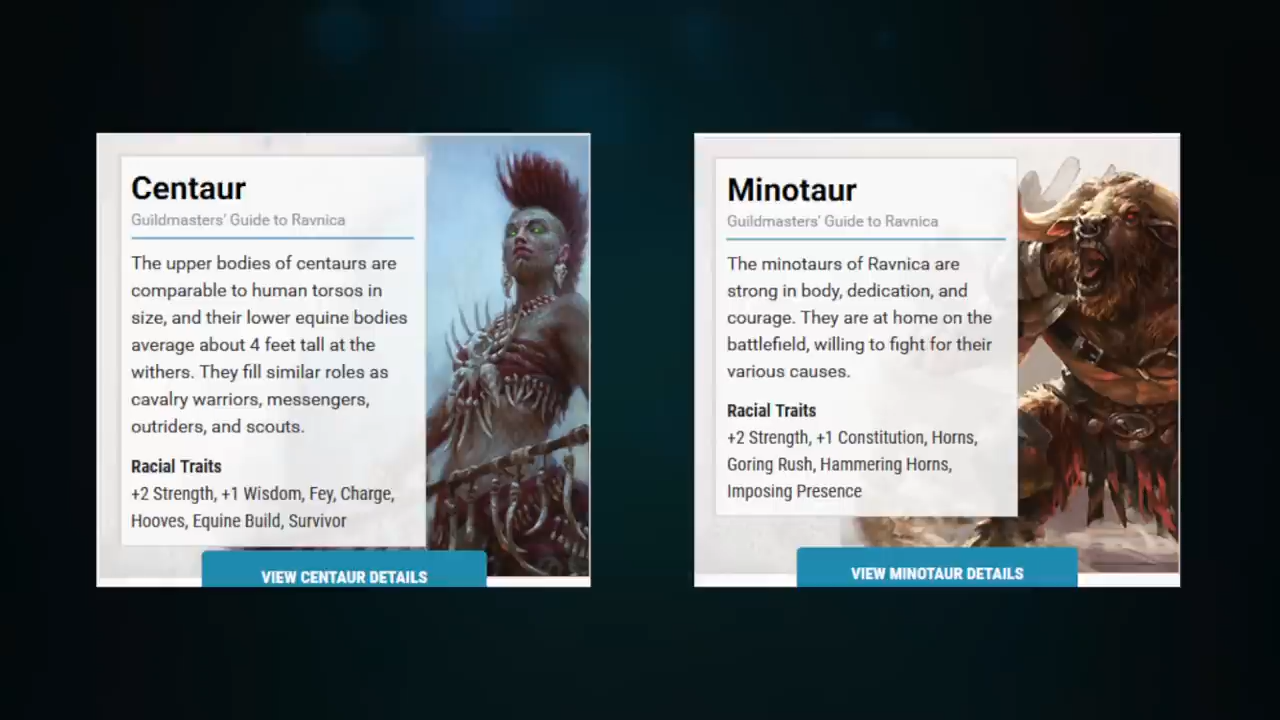 Centaur
Guildmasters' Guide to Ravnica
The upper bodies of centaurs are
comparable to human torsos in
size, and their lower equine bodies
average about 4 feet tall at the
withers. They fill similar roles as
cavalry warriors, messengers,
outriders, and scouts.
Racial Traits
+2 Strength, +1 Wisdom, Fey, Charge,
Hooves, Equine Build, Survivor
VIEW CENTAUR DETAILS
Minotaur
Guildmasters' Guide to Ravnica
The minotaurs of Ravnica are
strong in body, dedication, and
courage. They are at home on the
battlefield, willing to fight for their
various causes.
Racial Traits
+2 Strength, +1 Constitution, Horns,
Goring Rush, Hammering Horns,
Imposing Presence
VIEW MINOTAUR DETAILS